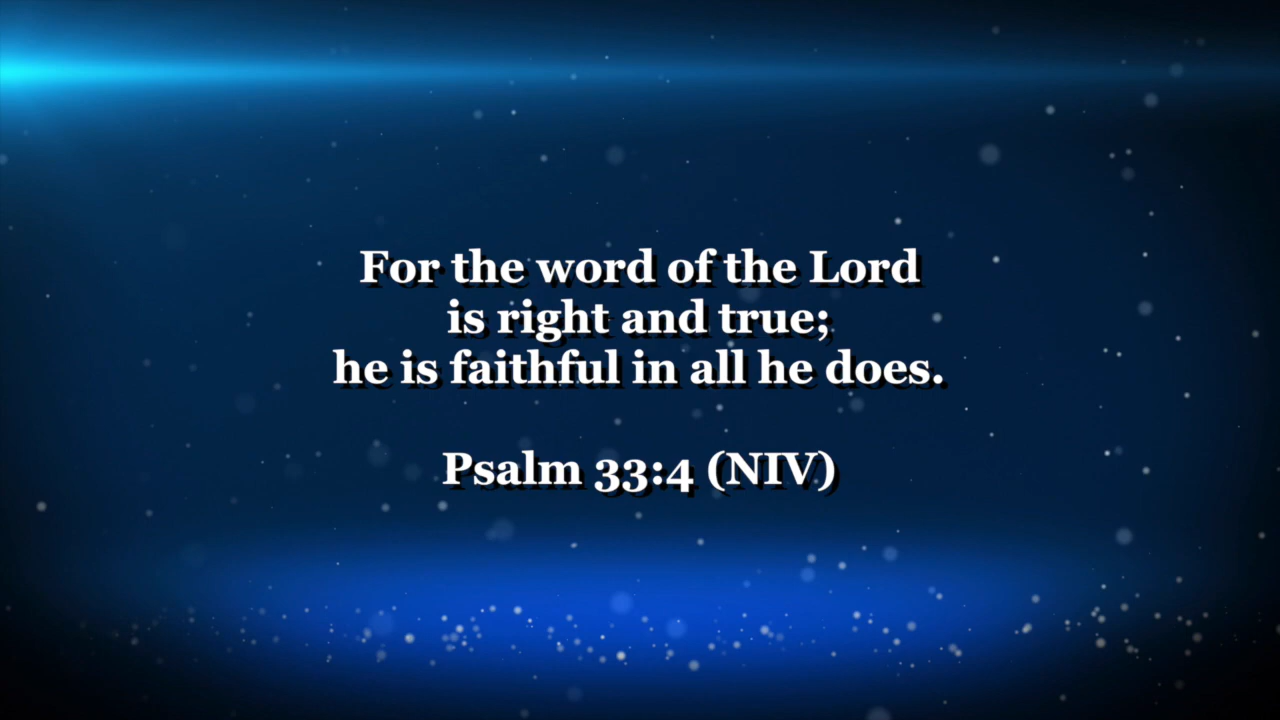 For the word of the Lord
is right and true;
he is faithful in all he does.
Psalm 33:4 (NIV)